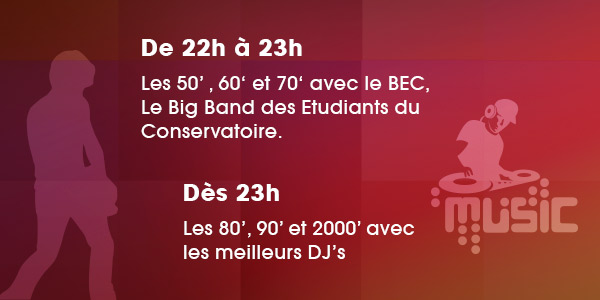 De 22h à 23h
Les 50’ , 60‘ et 70‘ avec le BEC,
Le Big Band des Etudiants du
Conservatoire.
Dès 23h
Les 80’, 90’ et 2000’ avec
les meilleurs DJ’s
MUSIC